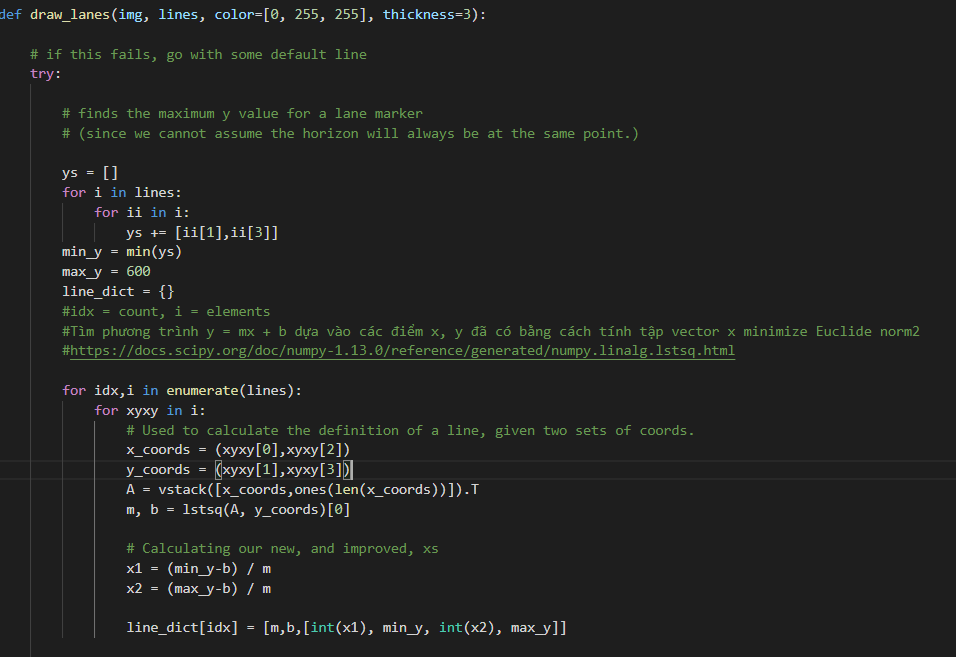 def draw_lanes(img, lines, color=[0, 255, 255], thickness=3):
# if this fails, go with some default line
try:
# finds the maximum y value for a lane marker
# (since we cannot assume the horizon will always be at the same point.)
ys = []
for i in lines:
for ii in i:
ys += [ii[1],ii[3]]
min_y = min(ys)
max_y = 600
line_dict = {}
#idx = count, i = elements
#Tìm phương trình y = mx + b dựa vào các điểm x, y đã có bằng cách tính tập vector x minimize Euclide norm2
#https://docs.scipy.org/doc/numpy-1.13.0/reference/generated/numpy.linalg.lstsq.html
for idx,i in enumerate(lines):
for xyxy in i:
# Used to calculate the definition of a line, given two sets of coords.
x_coords = (xyxy[0],xyxy[2])
y_coords = (xyxy[1],xyxy[3])
A = vstack([x_coords,ones(len(x_coords))]).T
m, b = lstsq(A, y_coords)[0]
# Calculating our new, and improved, xs
x1 = (min_y-b) / m
x2 = (max_y-b) / m
line_dict[idx] = [m,b,[int(x1), min_y, int(x2), max_y]]